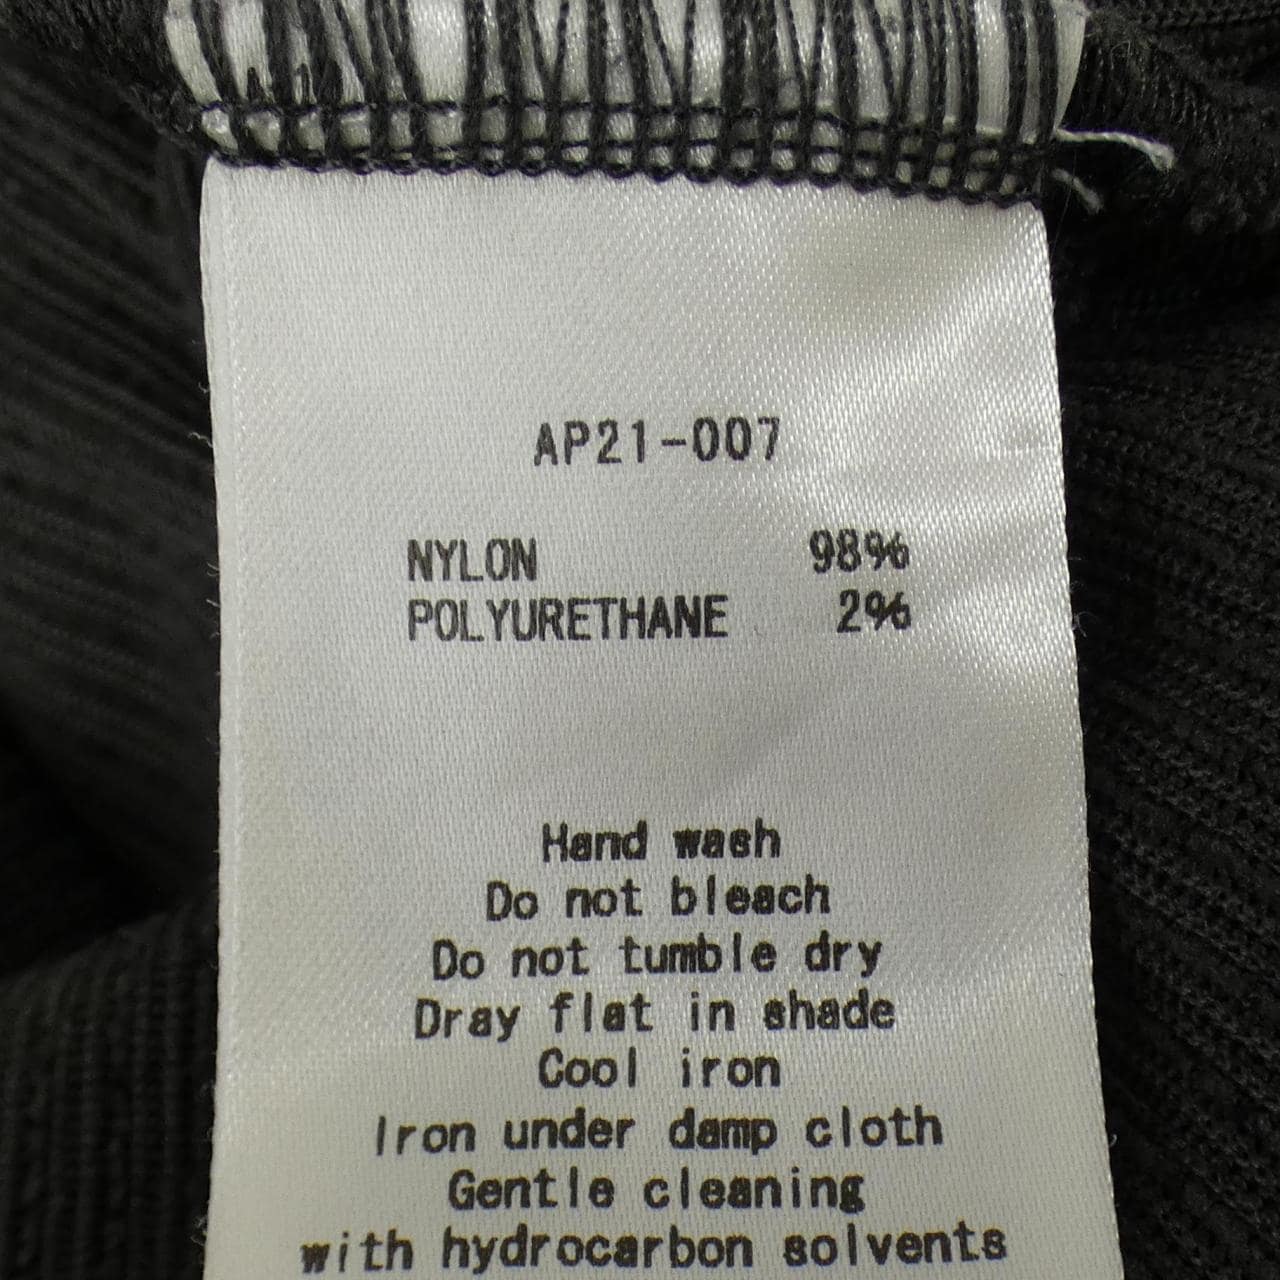 AP21-007
NYLON 98%
POLYURETHANE 2%
Hand wash
Do not bleach
Do not tumble dry
Dray flat in shade
Cool iron
Iron under damp cloth
Gentle cleaning
with hydrocarbon solvents